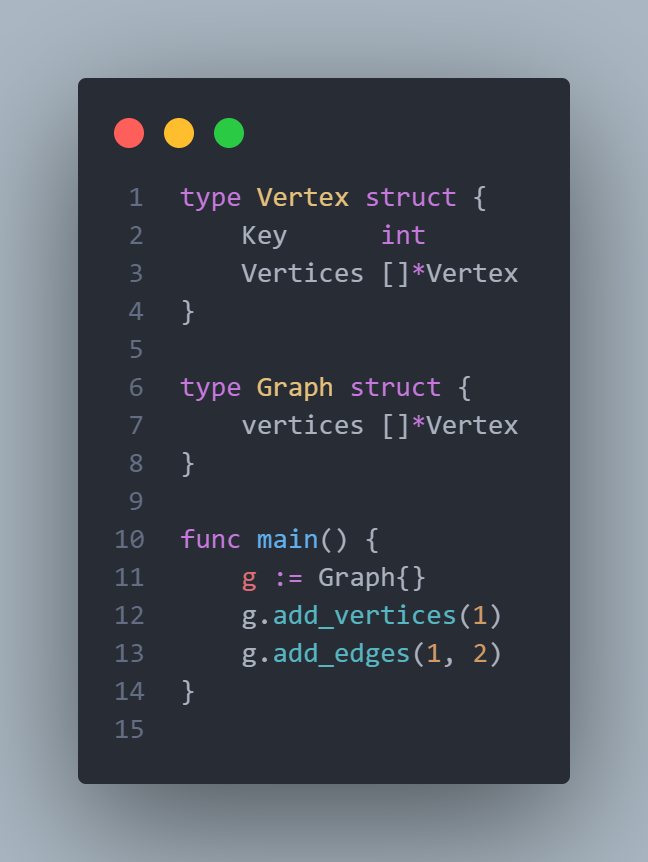 1 type Vertex struct {
2     Key      int
3     Vertices []*Vertex
4 }
5
6 type Graph struct {
7     vertices []*Vertex
8 }
9
10 func main() {
11     g := Graph{}
12     g.add_vertices(1)
13     g.add_edges(1, 2)
14 }
15